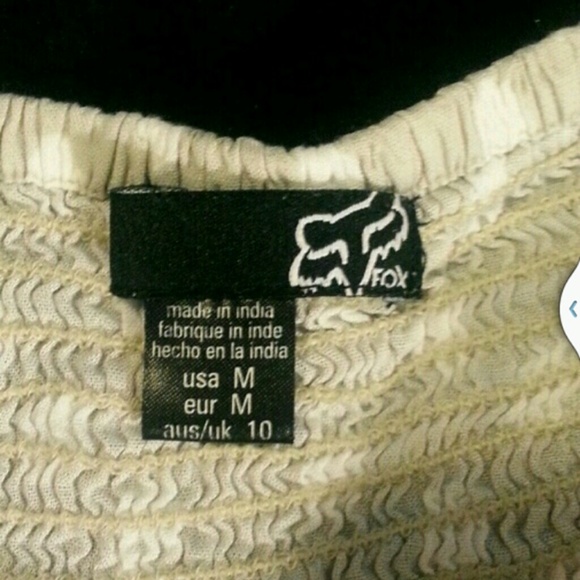 FOX
made in india
fabrique in inde
hecho en la india
usa M
eur M
aus/uk 10